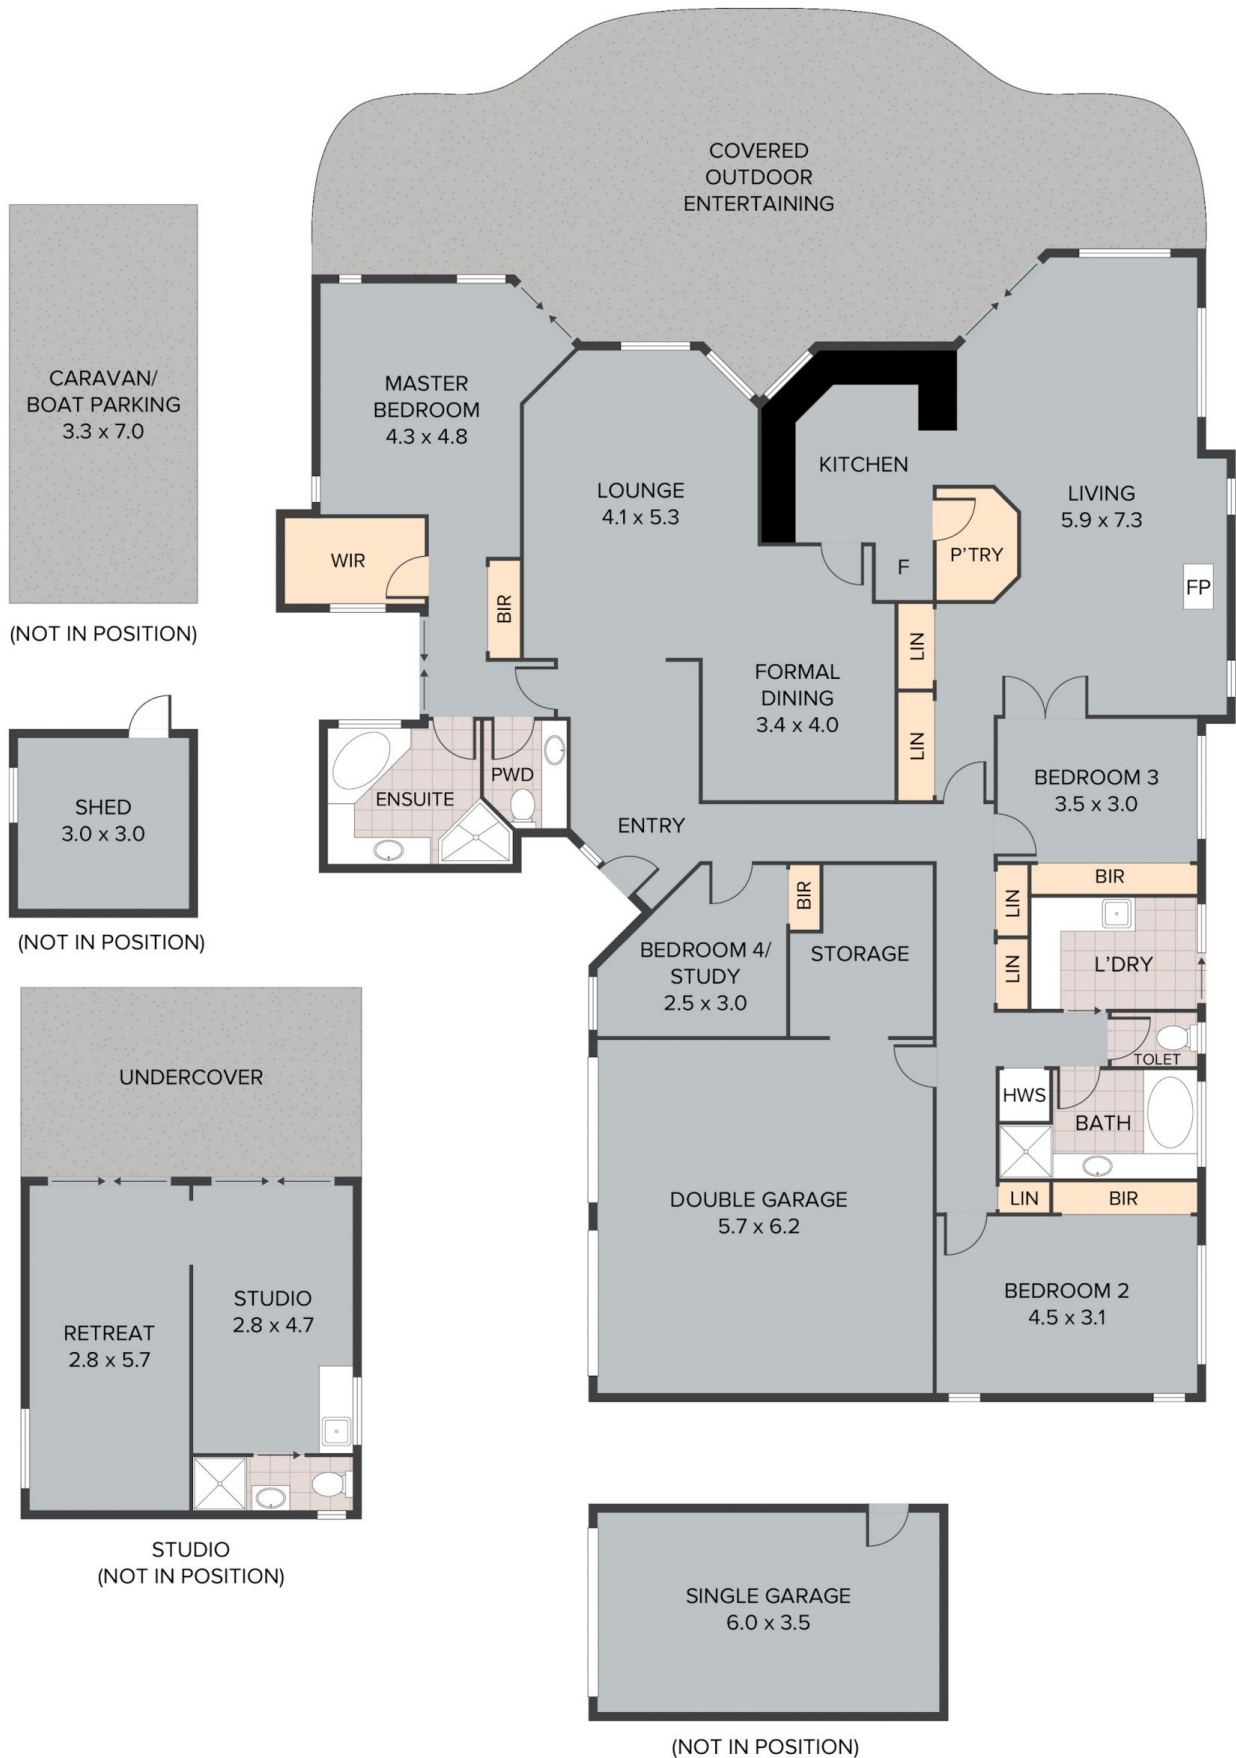 COVERED
OUTDOOR
ENTERTAINING
CARAVAN/
BOAT PARKING
3.3 x 7.0
(NOT IN POSITION)
MASTER
BEDROOM
4.3 x 4.8
LOUNGE
4.1 x 5.3
KITCHEN
LIVING
5.9 x 7.3
P'TRY
F
FP
WIR
BIR
LIN
LIN
FORMAL
DINING
3.4 x 4.0
ENSUITE
PWD
ENTRY
BEDROOM 3
3.5 x 3.0
BIR
SHED
3.0 x 3.0
(NOT IN POSITION)
BIR
BEDROOM 4/
STUDY
2.5 x 3.0
STORAGE
LIN
LIN
L'DRY
TOLET
HWS
BATH
LIN
BIR
UNDERCOVER
DOUBLE GARAGE
5.7 x 6.2
BEDROOM 2
4.5 x 3.1
RETREAT
2.8 x 5.7
STUDIO
2.8 x 4.7
STUDIO
(NOT IN POSITION)
SINGLE GARAGE
6.0 x 3.5
(NOT IN POSITION)